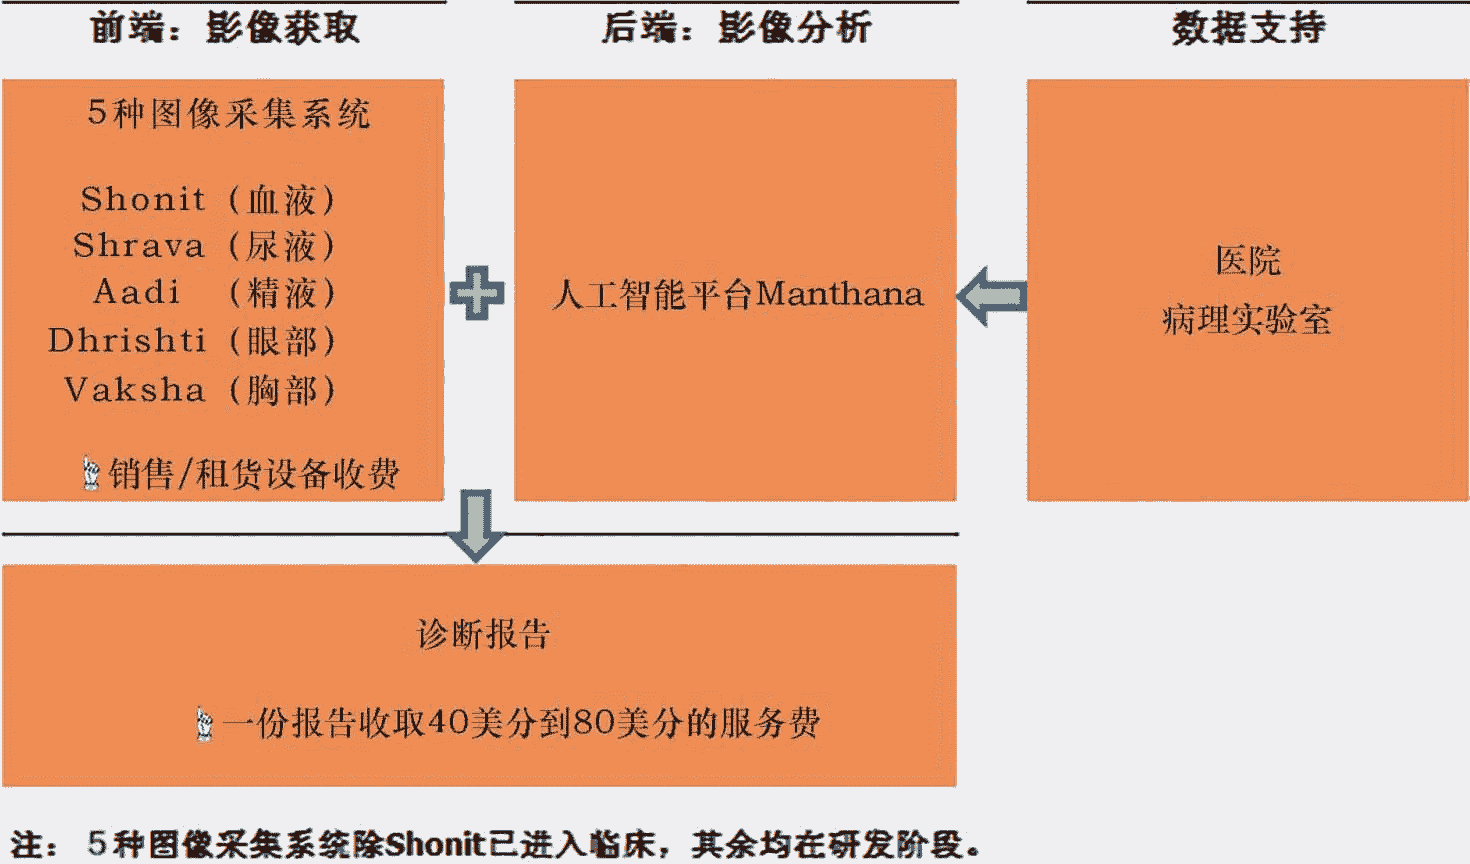 前端：影像获取
后端：影像分析
数据支持
5种图像采集系统
Shonit（血液）
Shrava（尿液）
Aadi （精液）
Dhrishti（眼部）
Vaksha（胸部）
销售/租赁设备收费
人工智能平台Manthana
医院
病理实验室
诊断报告
一份报告收取40美分到80美分的服务费
注： 5种图像采集系统除Shonit已进入临床，其余均在研发阶段。